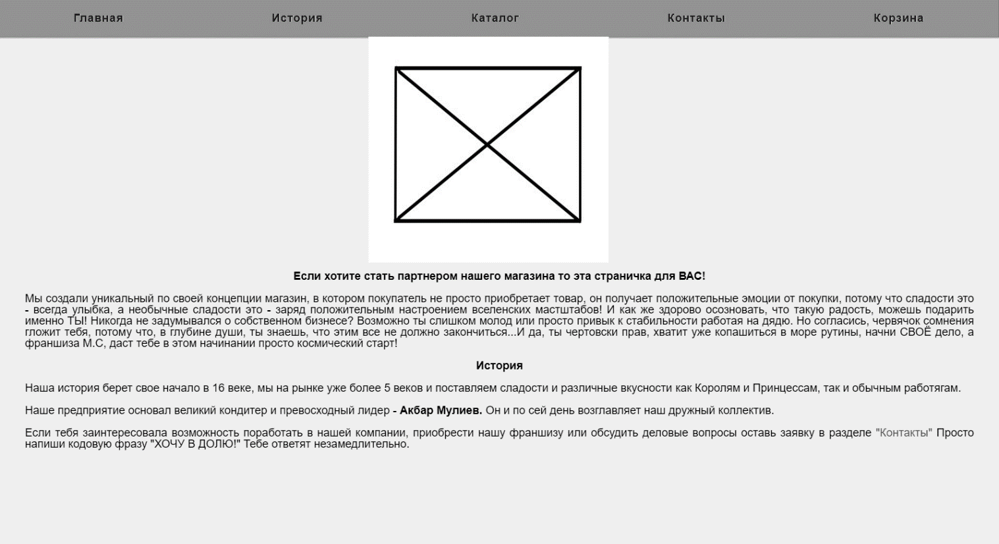 Главная История Каталог Контакты Корзина
Если хотите стать партнером нашего магазина то эта страничка для ВАС!
Мы создали уникальный по своей концепции магазин, в котором покупатель не просто приобретает товар, он получает положительные эмоции от покупки, потому что сладости это
- всегда улыбка, а необычные сладости это - заряд положительным настроением вселенских мастштабов! И как же здорово осозновать, что такую радость, можешь подарить
именно ТЫ! Никогда не задумывался о собственном бизнесе? Возможно ты слишком молод или просто привык к стабильности работая на дядю. Но согласись, червячок сомнения
гложит тебя, потому что, в глубине души, ты знаешь, что этим все не должно закончиться...И да, ты чертовски прав, хватит уже копашиться в море рутины, начни СВОЁ дело, а
франшиза М.С, даст тебе в этом начинании просто космический старт!
История
Наша история берет свое начало в 16 веке, мы на рынке уже более 5 веков и поставляем сладости и различные вкусности как Королям и Принцессам, так и обычным работягам.
Наше предприятие основал великий кондитер и превосходный лидер - Акбар Мулиев. Он и по сей день возглавляет наш дружный коллектив.
Если тебя заинтересовала возможность поработать в нашей компании, приобрести нашу франшизу или обсудить деловые вопросы оставь заявку в разделе "Контакты" Просто
напиши кодовую фразу "ХОЧУ В ДОЛЮ!" Тебе ответят незамедлительно.